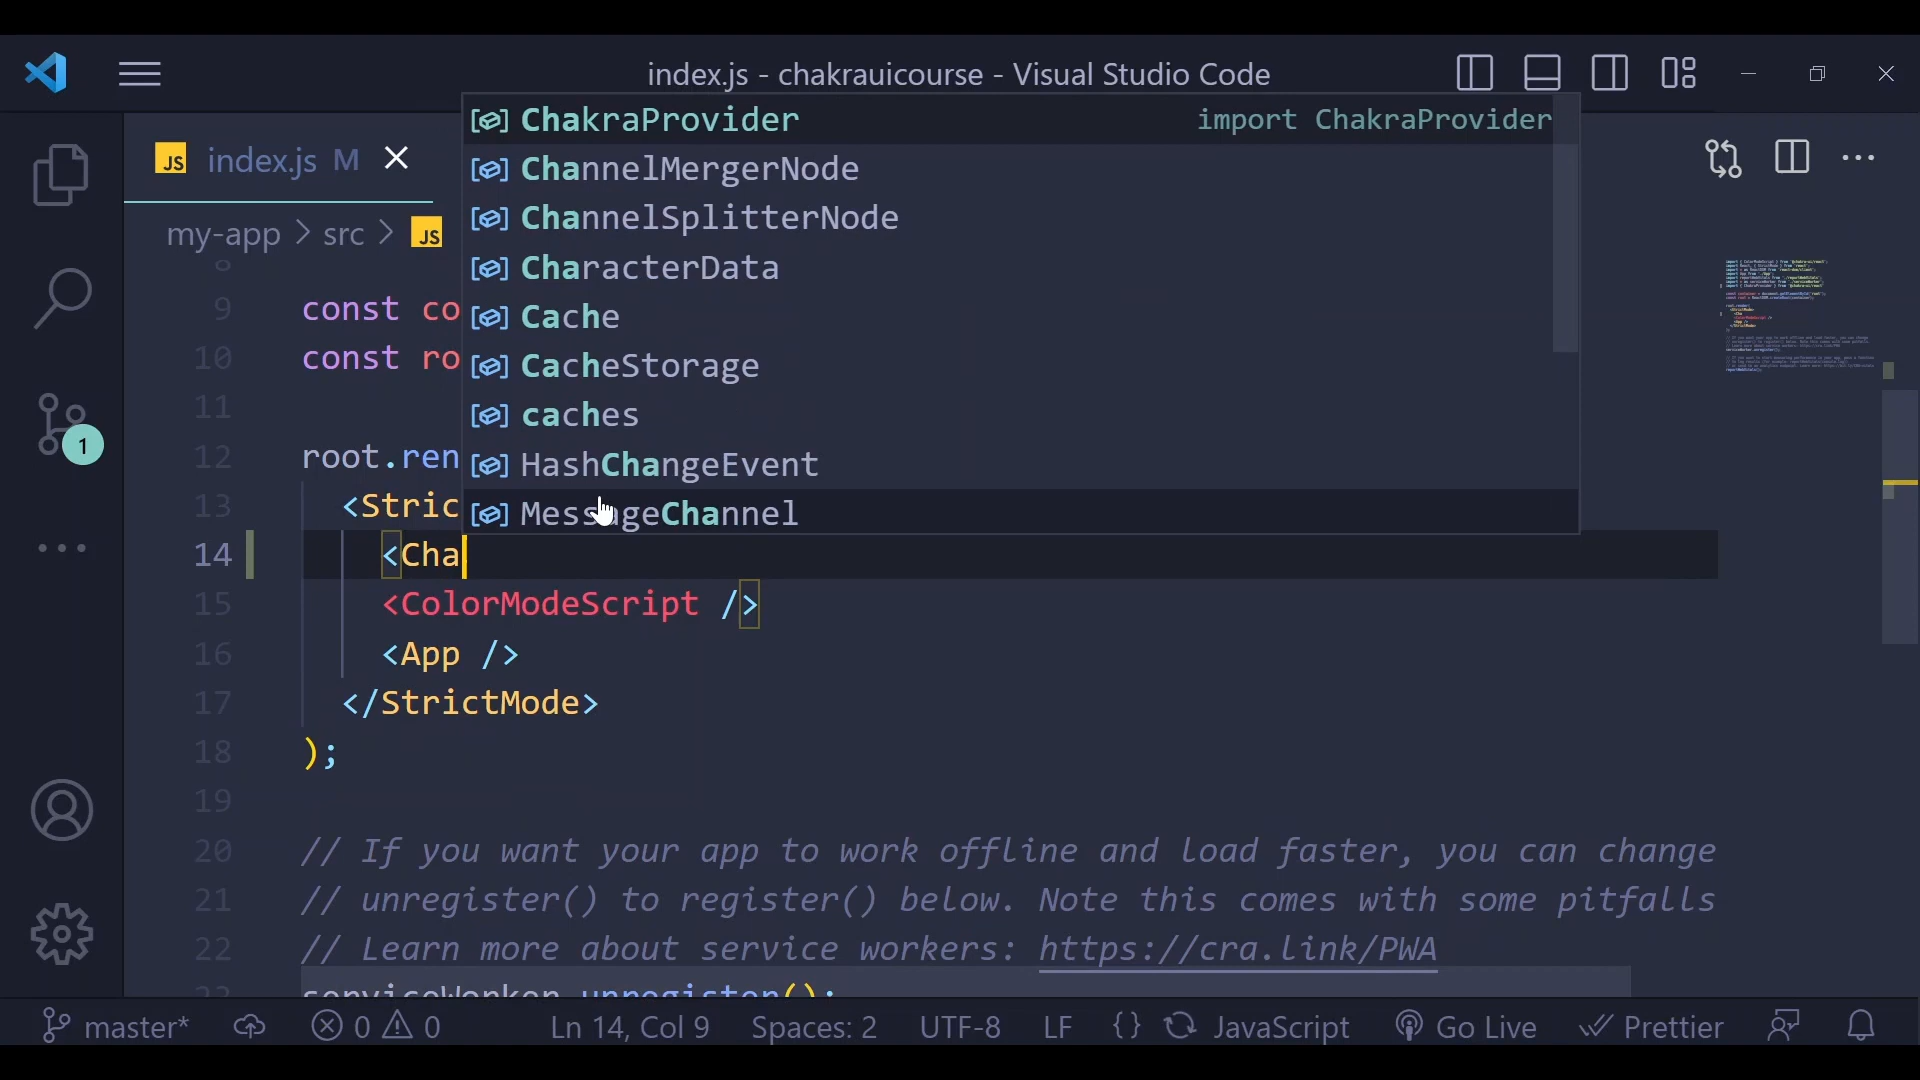 index.js - chakrauicourse - Visual Studio Code
JS index.js M
my-app > src > JS
ChakraProvider import ChakraProvider
ChannelMergerNode
ChannelSplitterNode
CharacterData
Cache
CacheStorage
caches
HashChangeEvent
MessageChannel
8
9 const co
10 const ro
11
12 root.ren
13 <Stric
14 <Cha
15 <ColorModeScript />
16 <App />
17 </StrictMode>
18 );
19
20 // If you want your app to work offline and load faster, you can change
21 // unregister() to register() below. Note this comes with some pitfalls
22 // Learn more about service workers: https://cra.link/PWA
23 serviceWorker.unregister();
1
master* 0 0 Ln 14, Col 9 Spaces: 2 UTF-8 LF {} JavaScript Go Live Prettier